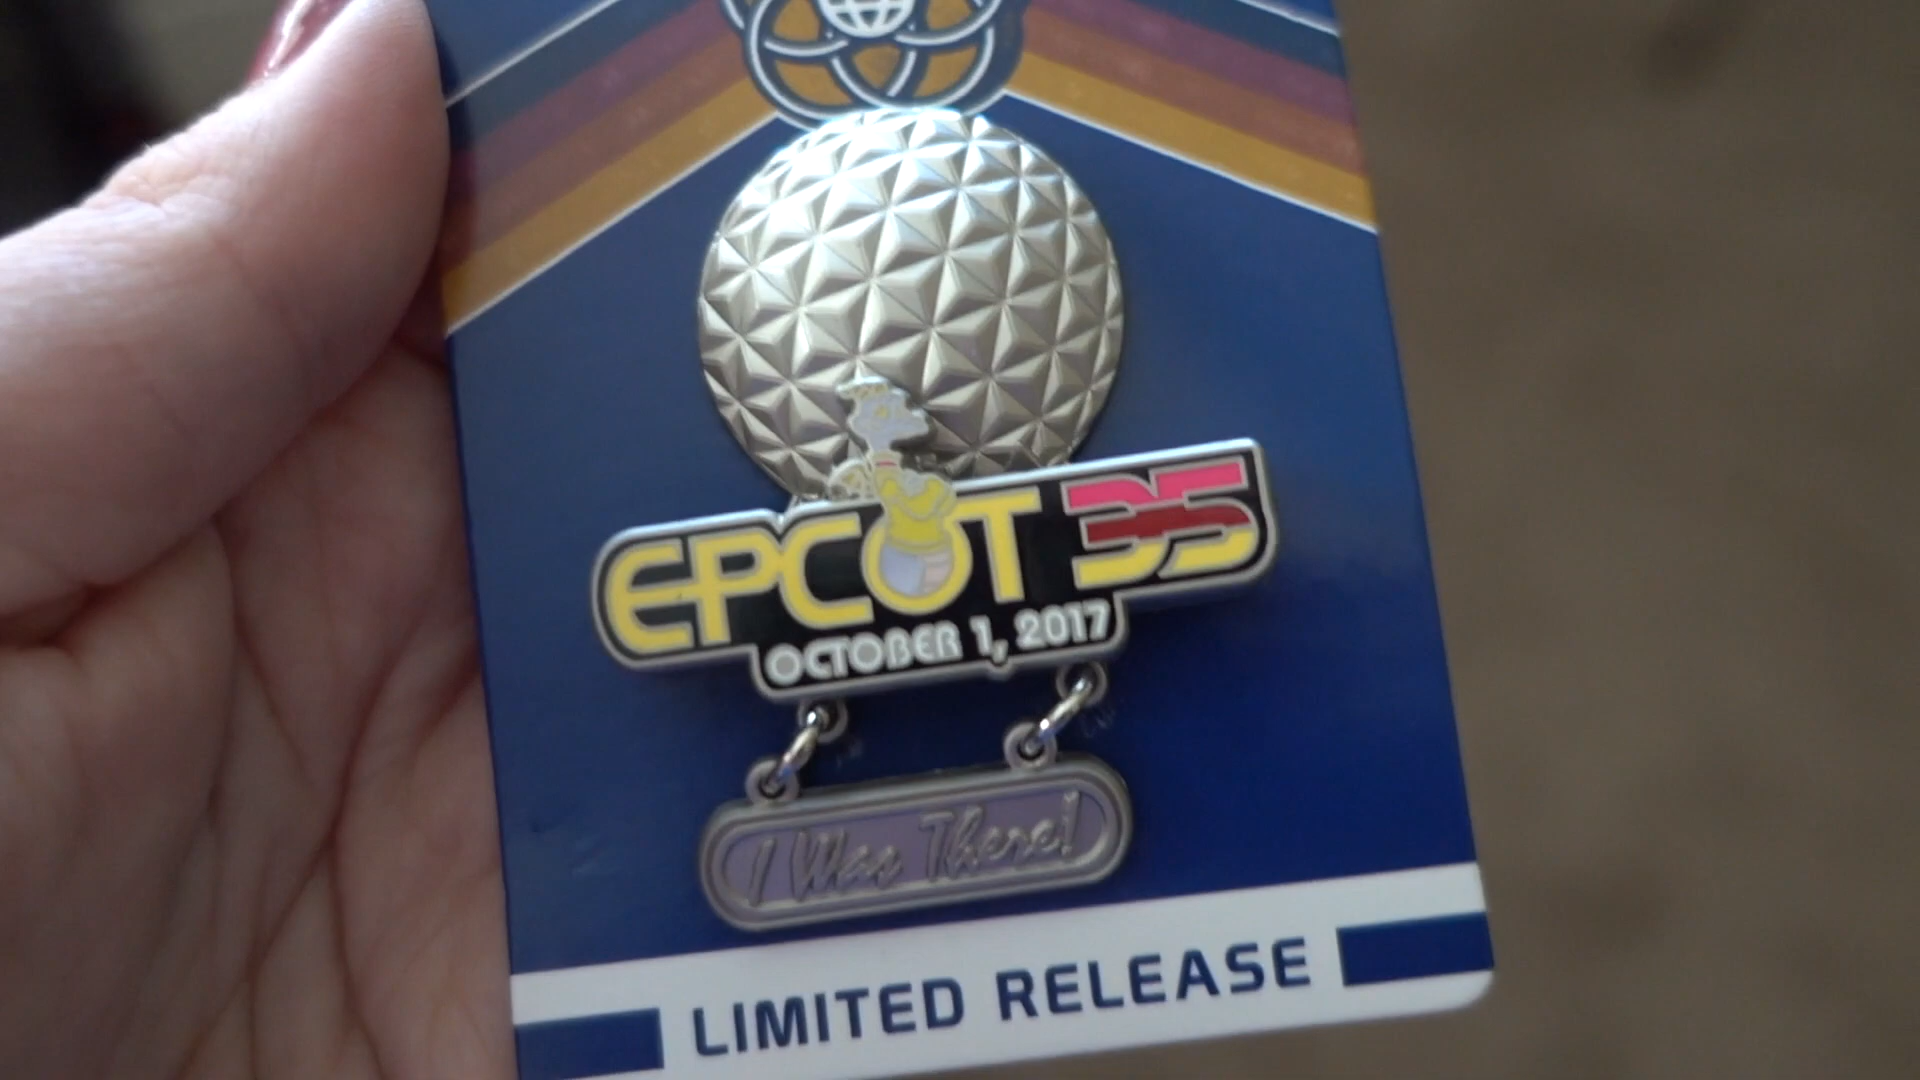 EPCOT 35
OCTOBER 1, 2017
I Was There!
LIMITED RELEASE